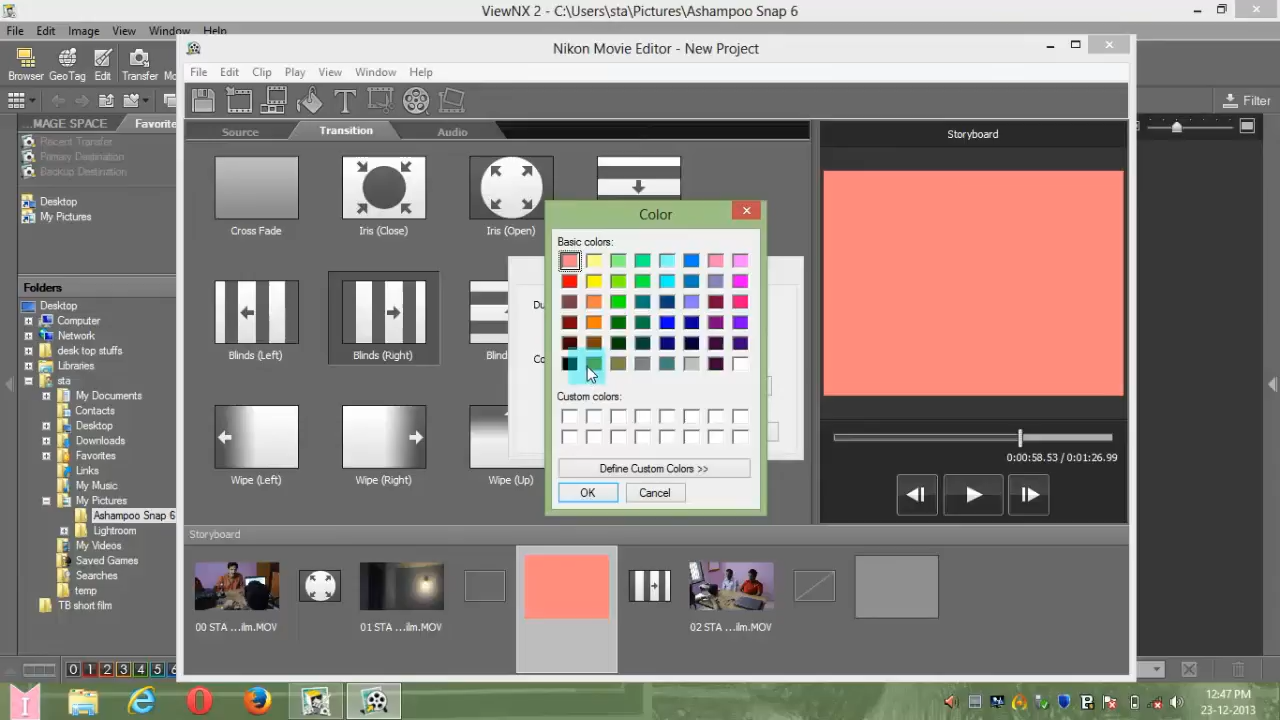 ViewNX 2 - C:\Users\sta\Pictures\Ashampoo Snap 6
File Edit Image View Window Help
Nikon Movie Editor - New Project
File Edit Clip Play View Window Help
Browser GeoTag Edit Transfer
Filter
...MAGE SPACE Favorite
Recent Transfer
Primary Destination
Backup Destination
Desktop
My Pictures
Folders
Desktop
Computer
Network
desk top stuffs
Libraries
sta
My Documents
Contacts
Desktop
Downloads
Favorites
Links
My Music
My Pictures
Ashampoo Snap 6
Lightroom
My Videos
Saved Games
Searches
temp
TB short film
0 1 2 3 4 5
Source Transition Audio
Cross Fade Iris (Close) Iris (Open)
Blinds (Left) Blinds (Right) Blind
Wipe (Left) Wipe (Right) Wipe (Up)
Du
Co
Color
Basic colors:
Custom colors:
Define Custom Colors >>
OK Cancel
Storyboard
0:00:58.53 / 0:01:26.99
Storyboard
00 STA ...ilm.MOV 01 STA ...ilm.MOV 02 STA ...ilm.MOV
12:47 PM
23-12-2013